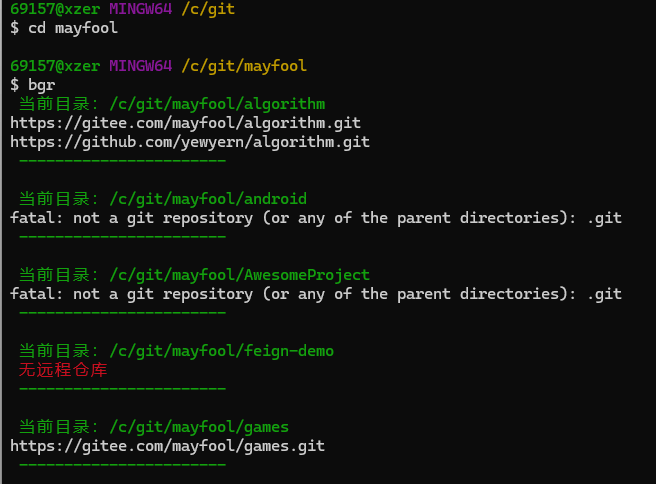 69157@xzer MINGW64 /c/git
$ cd mayfool
69157@xzer MINGW64 /c/git/mayfool
$ bgr
当前目录：/c/git/mayfool/algorithm
https://gitee.com/mayfool/algorithm.git
https://github.com/yewyern/algorithm.git
-----------------------
当前目录：/c/git/mayfool/android
fatal: not a git repository (or any of the parent directories): .git
-----------------------
当前目录：/c/git/mayfool/AwesomeProject
fatal: not a git repository (or any of the parent directories): .git
-----------------------
当前目录：/c/git/mayfool/feign-demo
无远程仓库
-----------------------
当前目录：/c/git/mayfool/games
https://gitee.com/mayfool/games.git
-----------------------